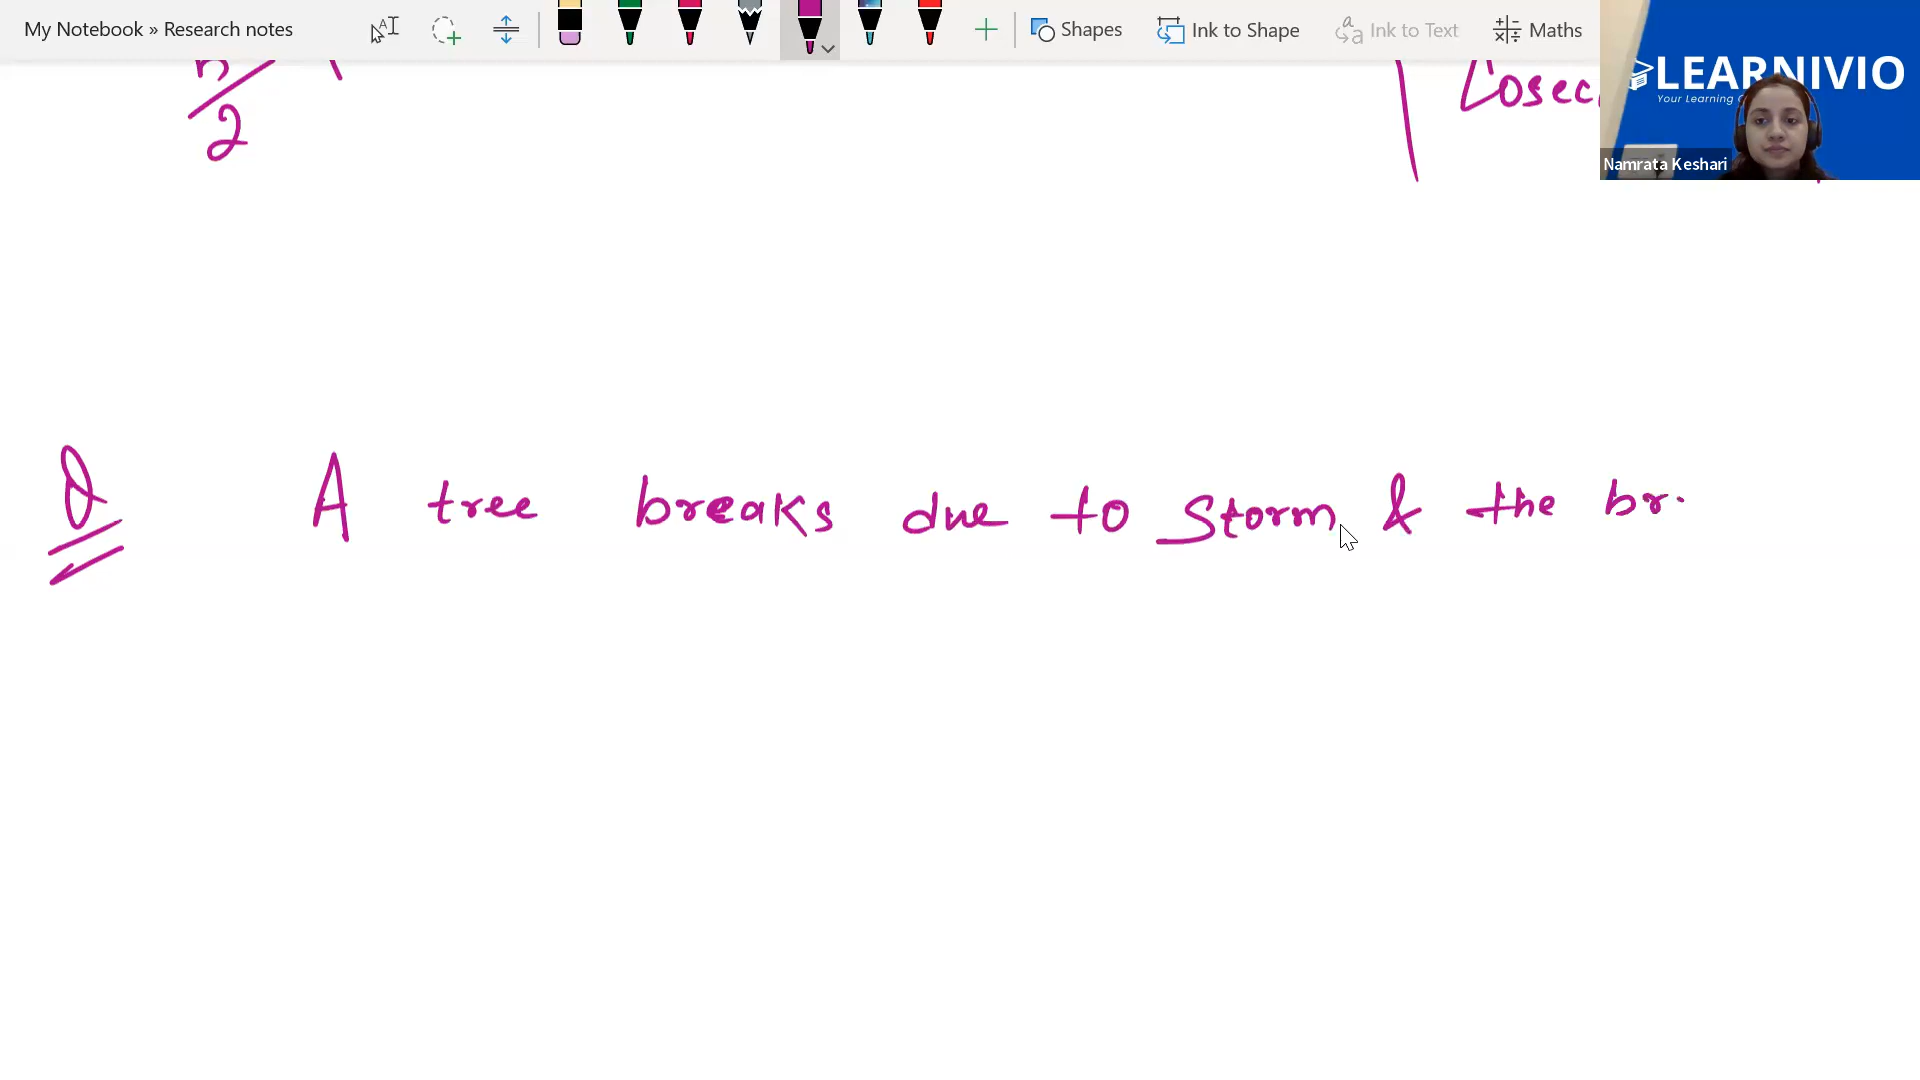 My Notebook » Research notes
Shapes
Ink to Shape
Ink to Text
Maths
LEARNIVIO
Your Learning
Namrata Keshari
2
Cosec
Q A tree breaks due to Storm & the br